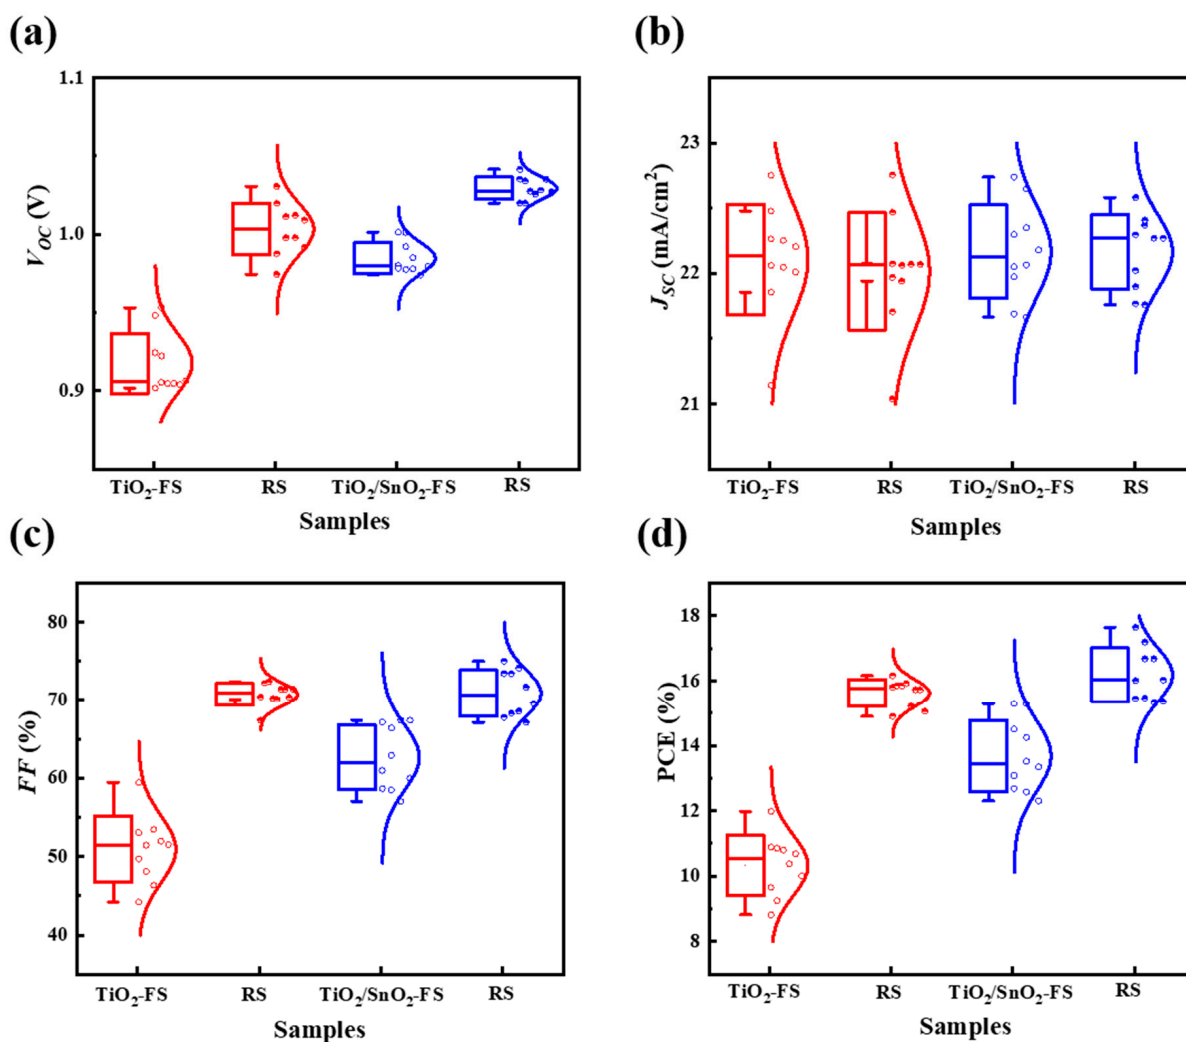 (a)
V_OC (V)
1.1
1.0
0.9
TiO₂-FS RS TiO₂/SnO₂-FS RS
Samples
(b)
J_SC (mA/cm²)
23
22
21
TiO₂-FS RS TiO₂/SnO₂-FS RS
Samples
(c)
FF (%)
80
70
60
50
40
TiO₂-FS RS TiO₂/SnO₂-FS RS
Samples
(d)
PCE (%)
18
16
14
12
10
8
TiO₂-FS RS TiO₂/SnO₂-FS RS
Samples